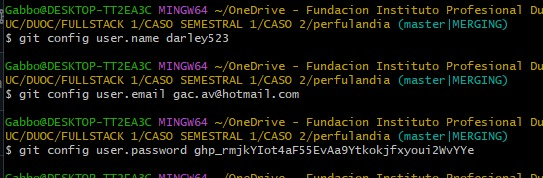 Gabbo@DESKTOP-TT2EA3C MINGW64 ~/OneDrive - Fundacion Instituto Profesional Duoc
UC/DUOC/FULLSTACK 1/CASO SEMESTRAL 1/CASO 2/perfulandia (master|MERGING)
$ git config user.name darley523
Gabbo@DESKTOP-TT2EA3C MINGW64 ~/OneDrive - Fundacion Instituto Profesional Duoc
UC/DUOC/FULLSTACK 1/CASO SEMESTRAL 1/CASO 2/perfulandia (master|MERGING)
$ git config user.email gac.av@hotmail.com
Gabbo@DESKTOP-TT2EA3C MINGW64 ~/OneDrive - Fundacion Instituto Profesional Duoc
UC/DUOC/FULLSTACK 1/CASO SEMESTRAL 1/CASO 2/perfulandia (master|MERGING)
$ git config user.password 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